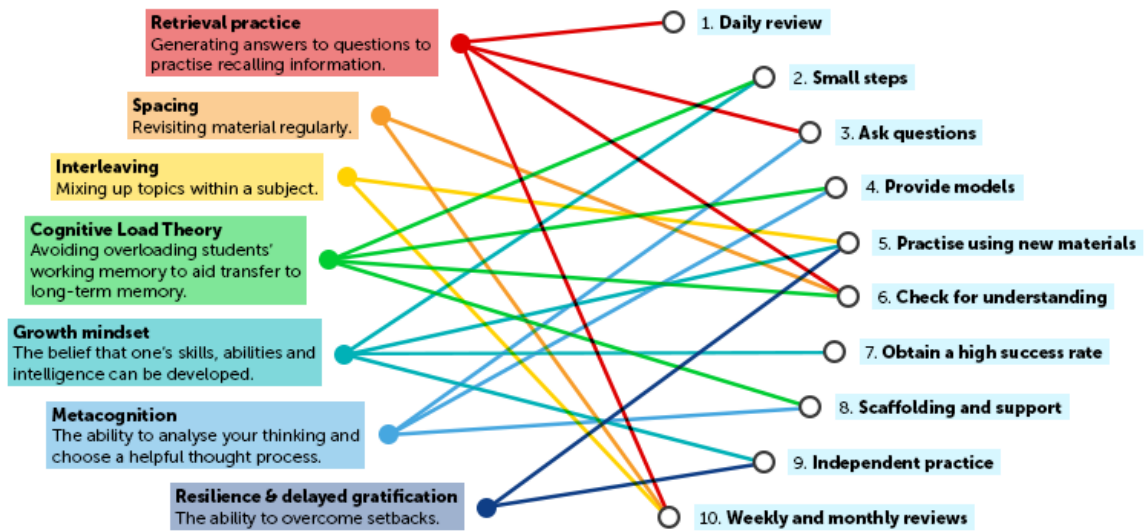 Retrieval practice
Generating answers to questions to
practise recalling information.
Spacing
Revisiting material regularly.
Interleaving
Mixing up topics within a subject.
Cognitive Load Theory
Avoiding overloading students'
working memory to aid transfer to
long-term memory.
Growth mindset
The belief that one's skills, abilities and
intelligence can be developed.
Metacognition
The ability to analyse your thinking and
choose a helpful thought process.
Resilience & delayed gratification
The ability to overcome setbacks.
1. Daily review
2. Small steps
3. Ask questions
4. Provide models
5. Practise using new materials
6. Check for understanding
7. Obtain a high success rate
8. Scaffolding and support
9. Independent practice
10. Weekly and monthly reviews